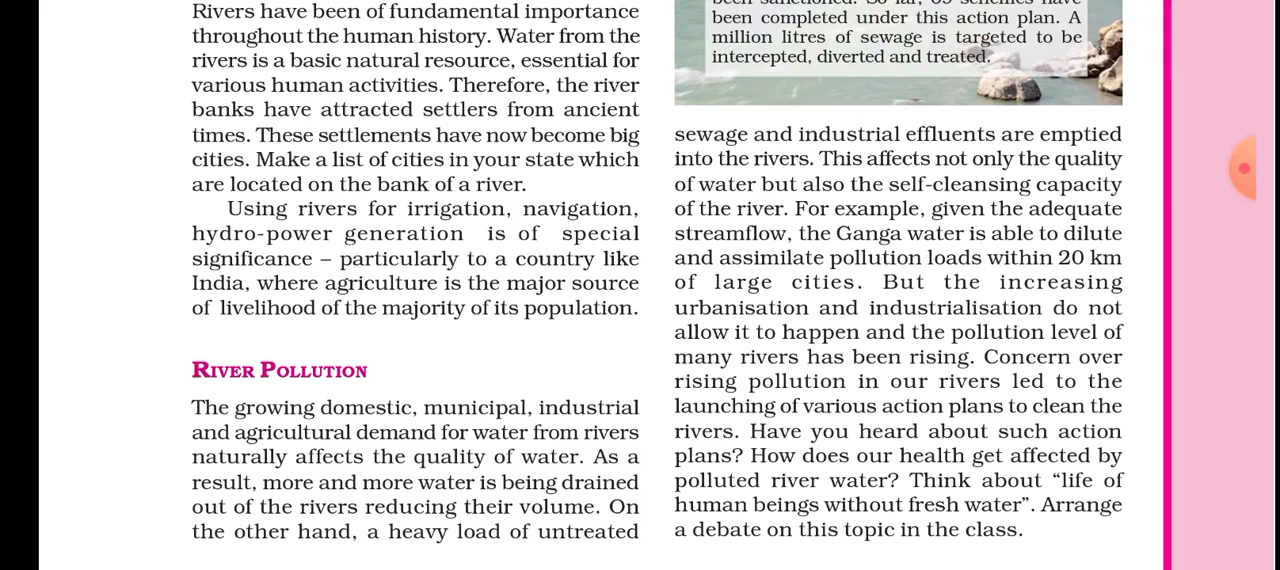 Rivers have been of fundamental importance
throughout the human history. Water from the
rivers is a basic natural resource, essential for
various human activities. Therefore, the river
banks have attracted settlers from ancient
times. These settlements have now become big
cities. Make a list of cities in your state which
are located on the bank of a river.
Using rivers for irrigation, navigation,
hydro-power generation is of special
significance – particularly to a country like
India, where agriculture is the major source
of livelihood of the majority of its population.
RIVER POLLUTION
The growing domestic, municipal, industrial
and agricultural demand for water from rivers
naturally affects the quality of water. As a
result, more and more water is being drained
out of the rivers reducing their volume. On
the other hand, a heavy load of untreated
been completed under this action plan. A
million litres of sewage is targeted to be
intercepted, diverted and treated.
sewage and industrial effluents are emptied
into the rivers. This affects not only the quality
of water but also the self-cleansing capacity
of the river. For example, given the adequate
streamflow, the Ganga water is able to dilute
and assimilate pollution loads within 20 km
of large cities. But the increasing
urbanisation and industrialisation do not
allow it to happen and the pollution level of
many rivers has been rising. Concern over
rising pollution in our rivers led to the
launching of various action plans to clean the
rivers. Have you heard about such action
plans? How does our health get affected by
polluted river water? Think about “life of
human beings without fresh water”. Arrange
a debate on this topic in the class.